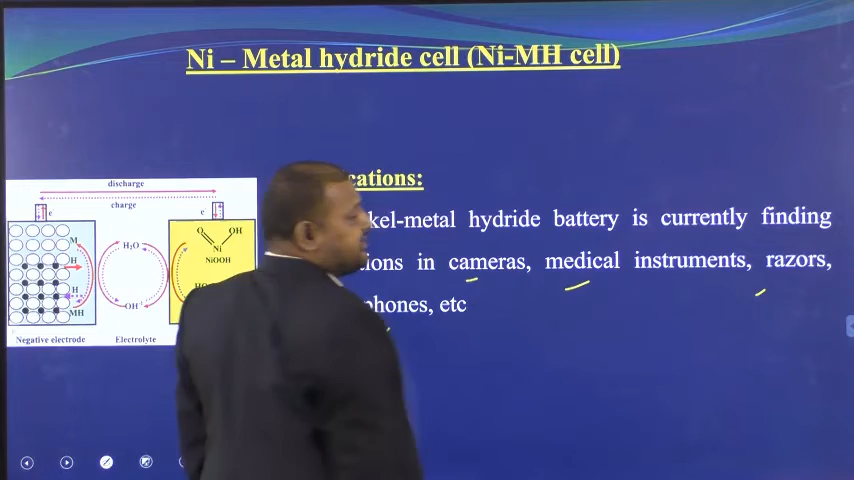 Ni – Metal hydride cell (Ni-MH cell)
cations:
kel-metal hydride battery is currently finding
tions in cameras, medical instruments, razors,
phones, etc
discharge
charge
e
e
M
H
H
MH
H₂O
OH⁻
O OH
Ni
NiOOH
HO
Negative electrode
Electrolyte